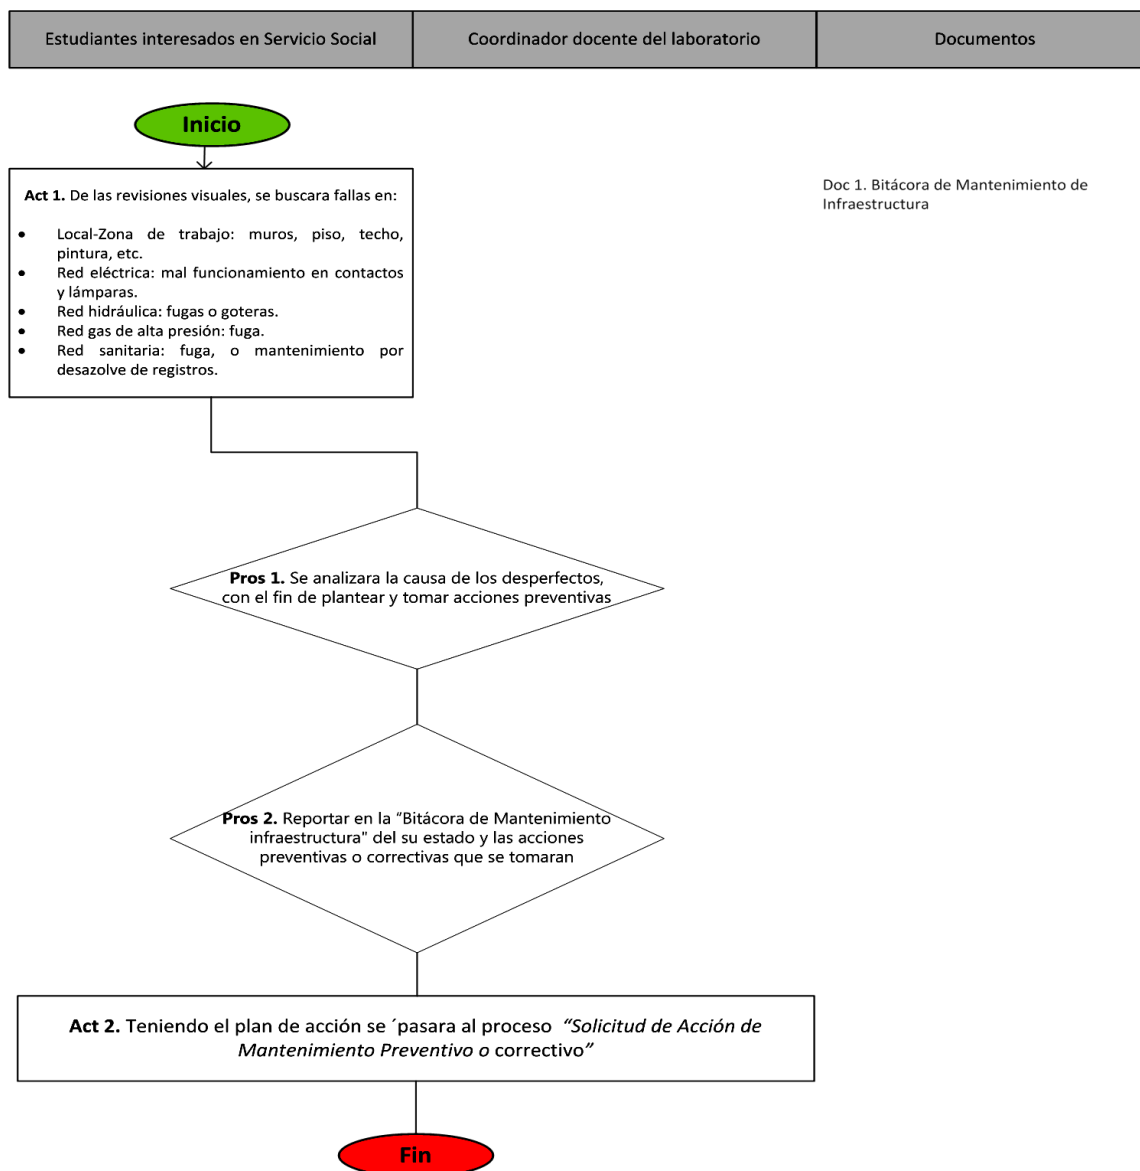 Estudiantes interesados en Servicio Social
Coordinador docente del laboratorio
Documentos
Inicio
Act 1. De las revisiones visuales, se buscara fallas en:
• Local-Zona de trabajo: muros, piso, techo,
pintura, etc.
• Red eléctrica: mal funcionamiento en contactos
y lámparas.
• Red hidráulica: fugas o goteras.
• Red gas de alta presión: fuga.
• Red sanitaria: fuga, o mantenimiento por
desazolve de registros.
Doc 1. Bitácora de Mantenimiento de
Infraestructura
Pros 1. Se analizara la causa de los desperfectos,
con el fin de plantear y tomar acciones preventivas
Pros 2. Reportar en la "Bitácora de Mantenimiento
infraestructura" del su estado y las acciones
preventivas o correctivas que se tomaran
Act 2. Teniendo el plan de acción se ´pasara al proceso “Solicitud de Acción de
Mantenimiento Preventivo o correctivo”
Fin